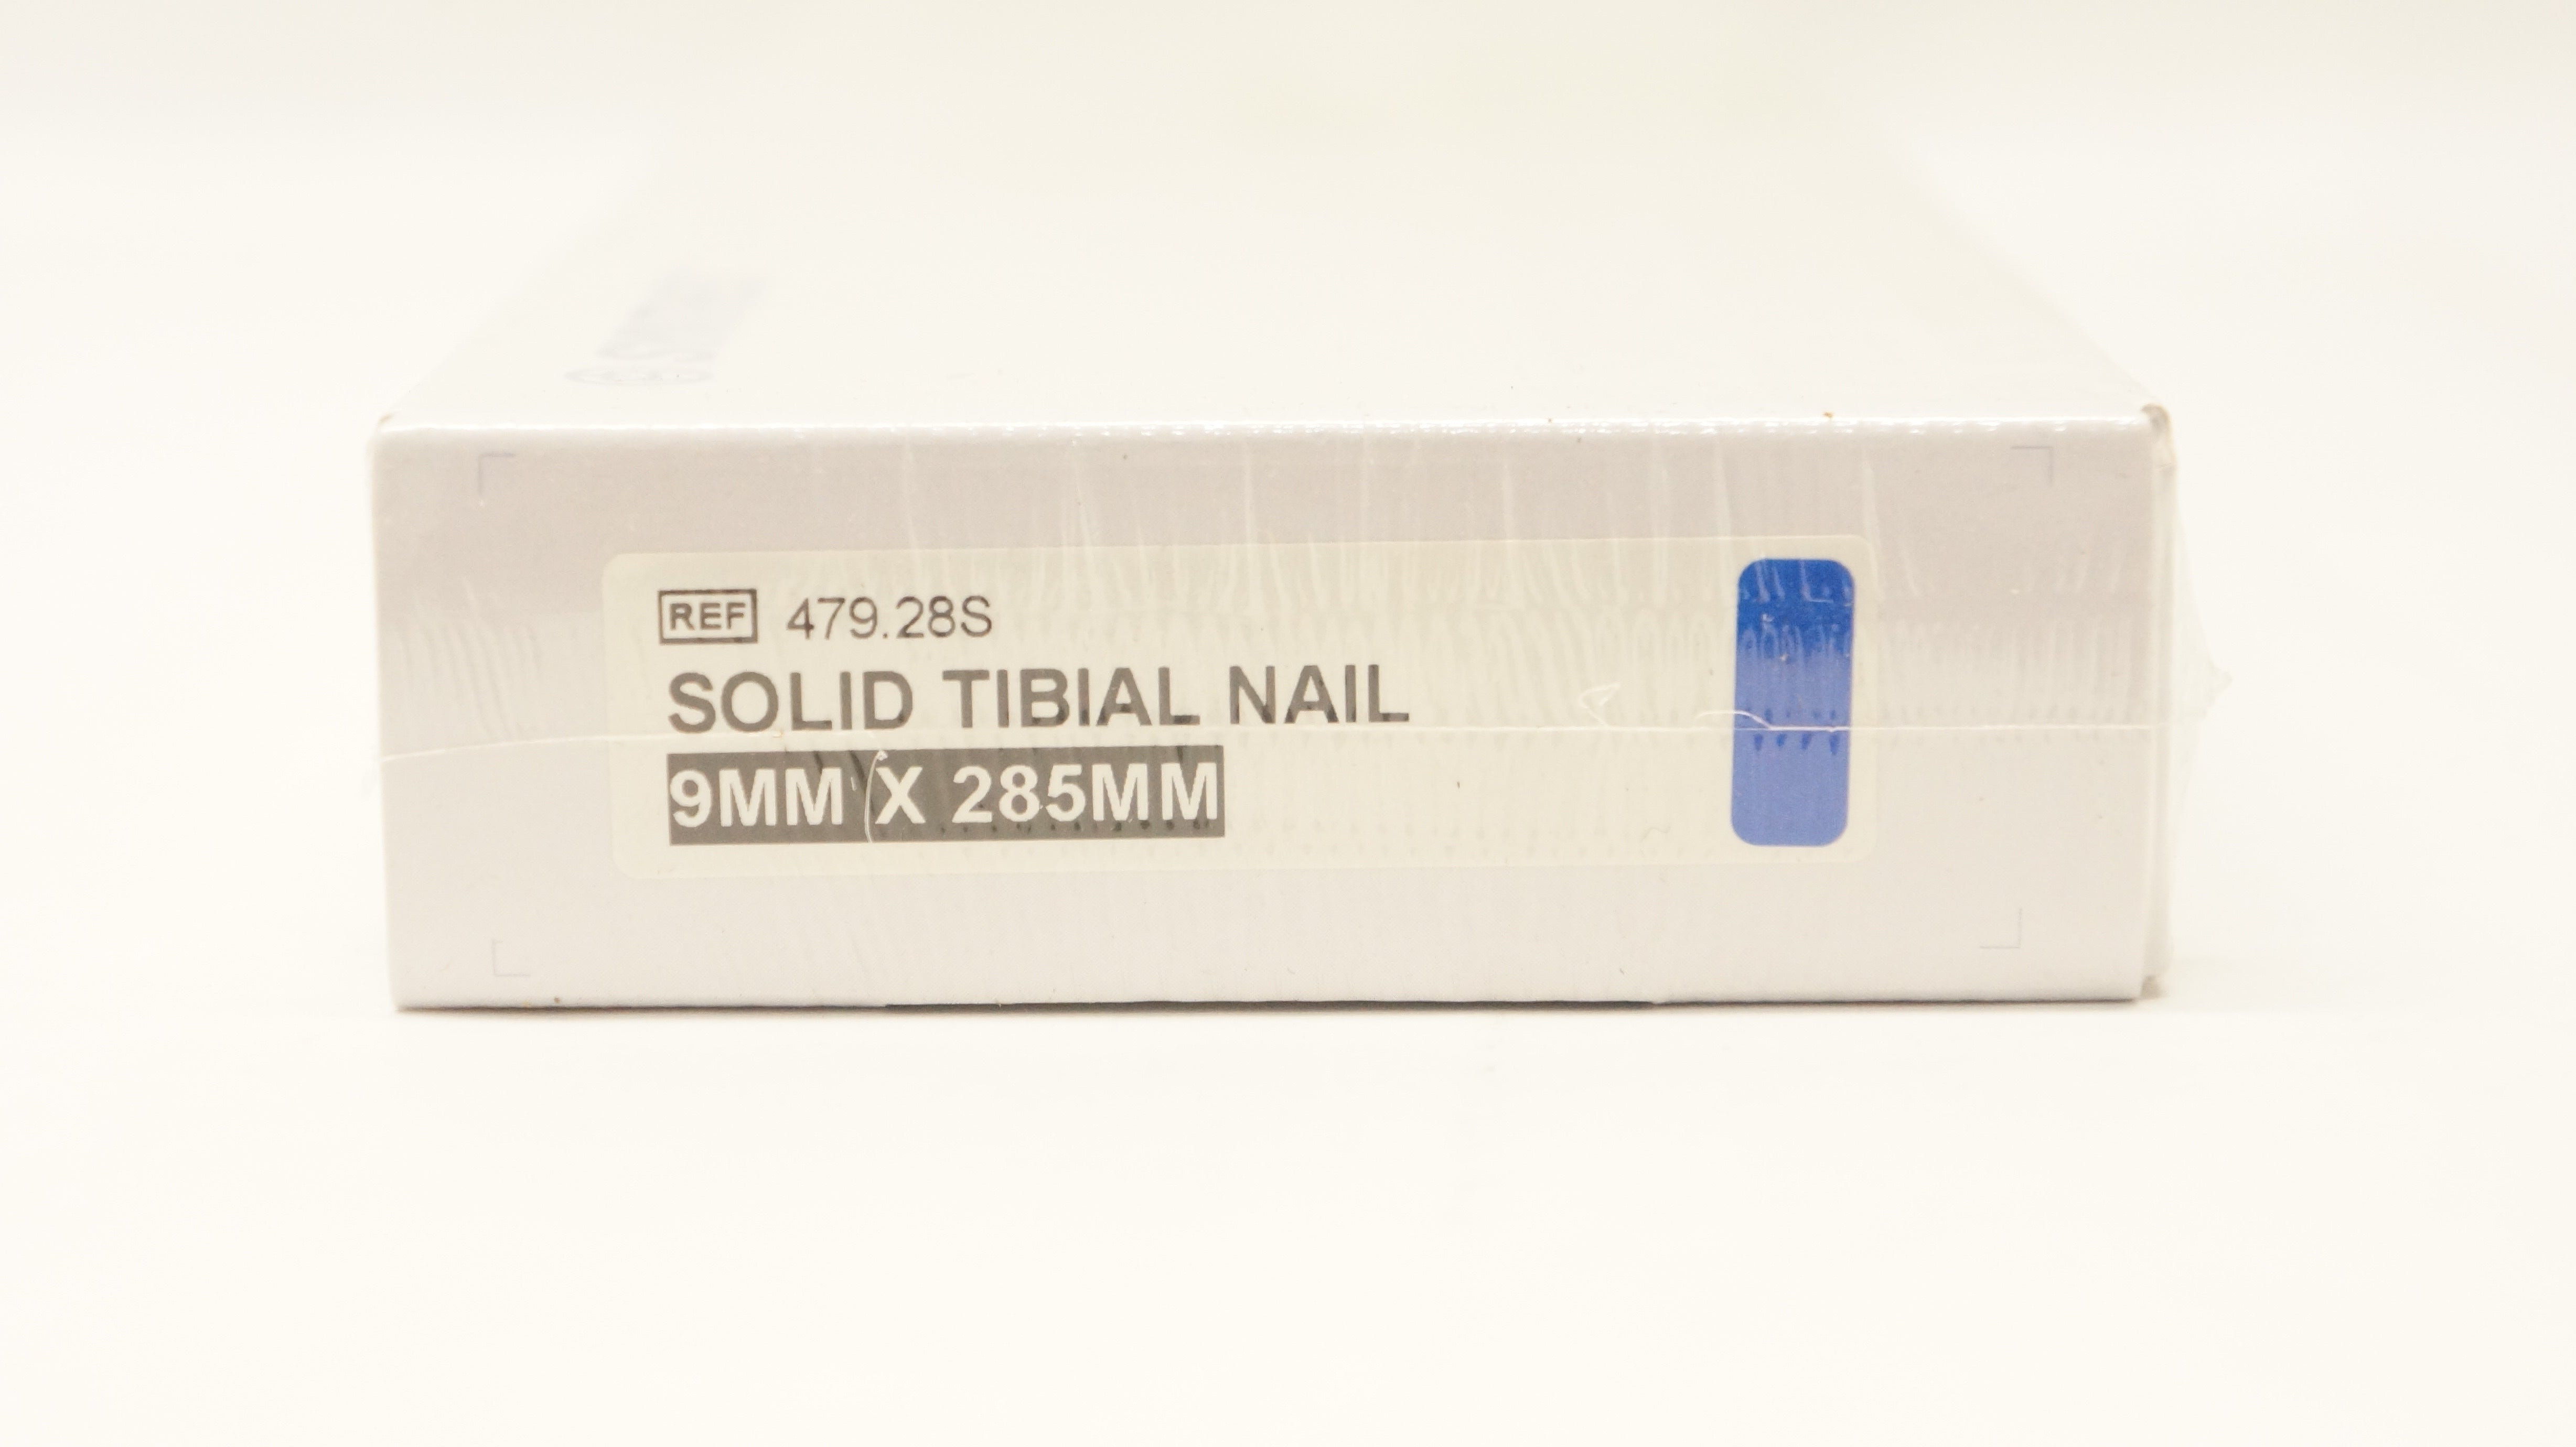 REF 479.28S
SOLID TIBIAL NAIL
9MM X 285MM